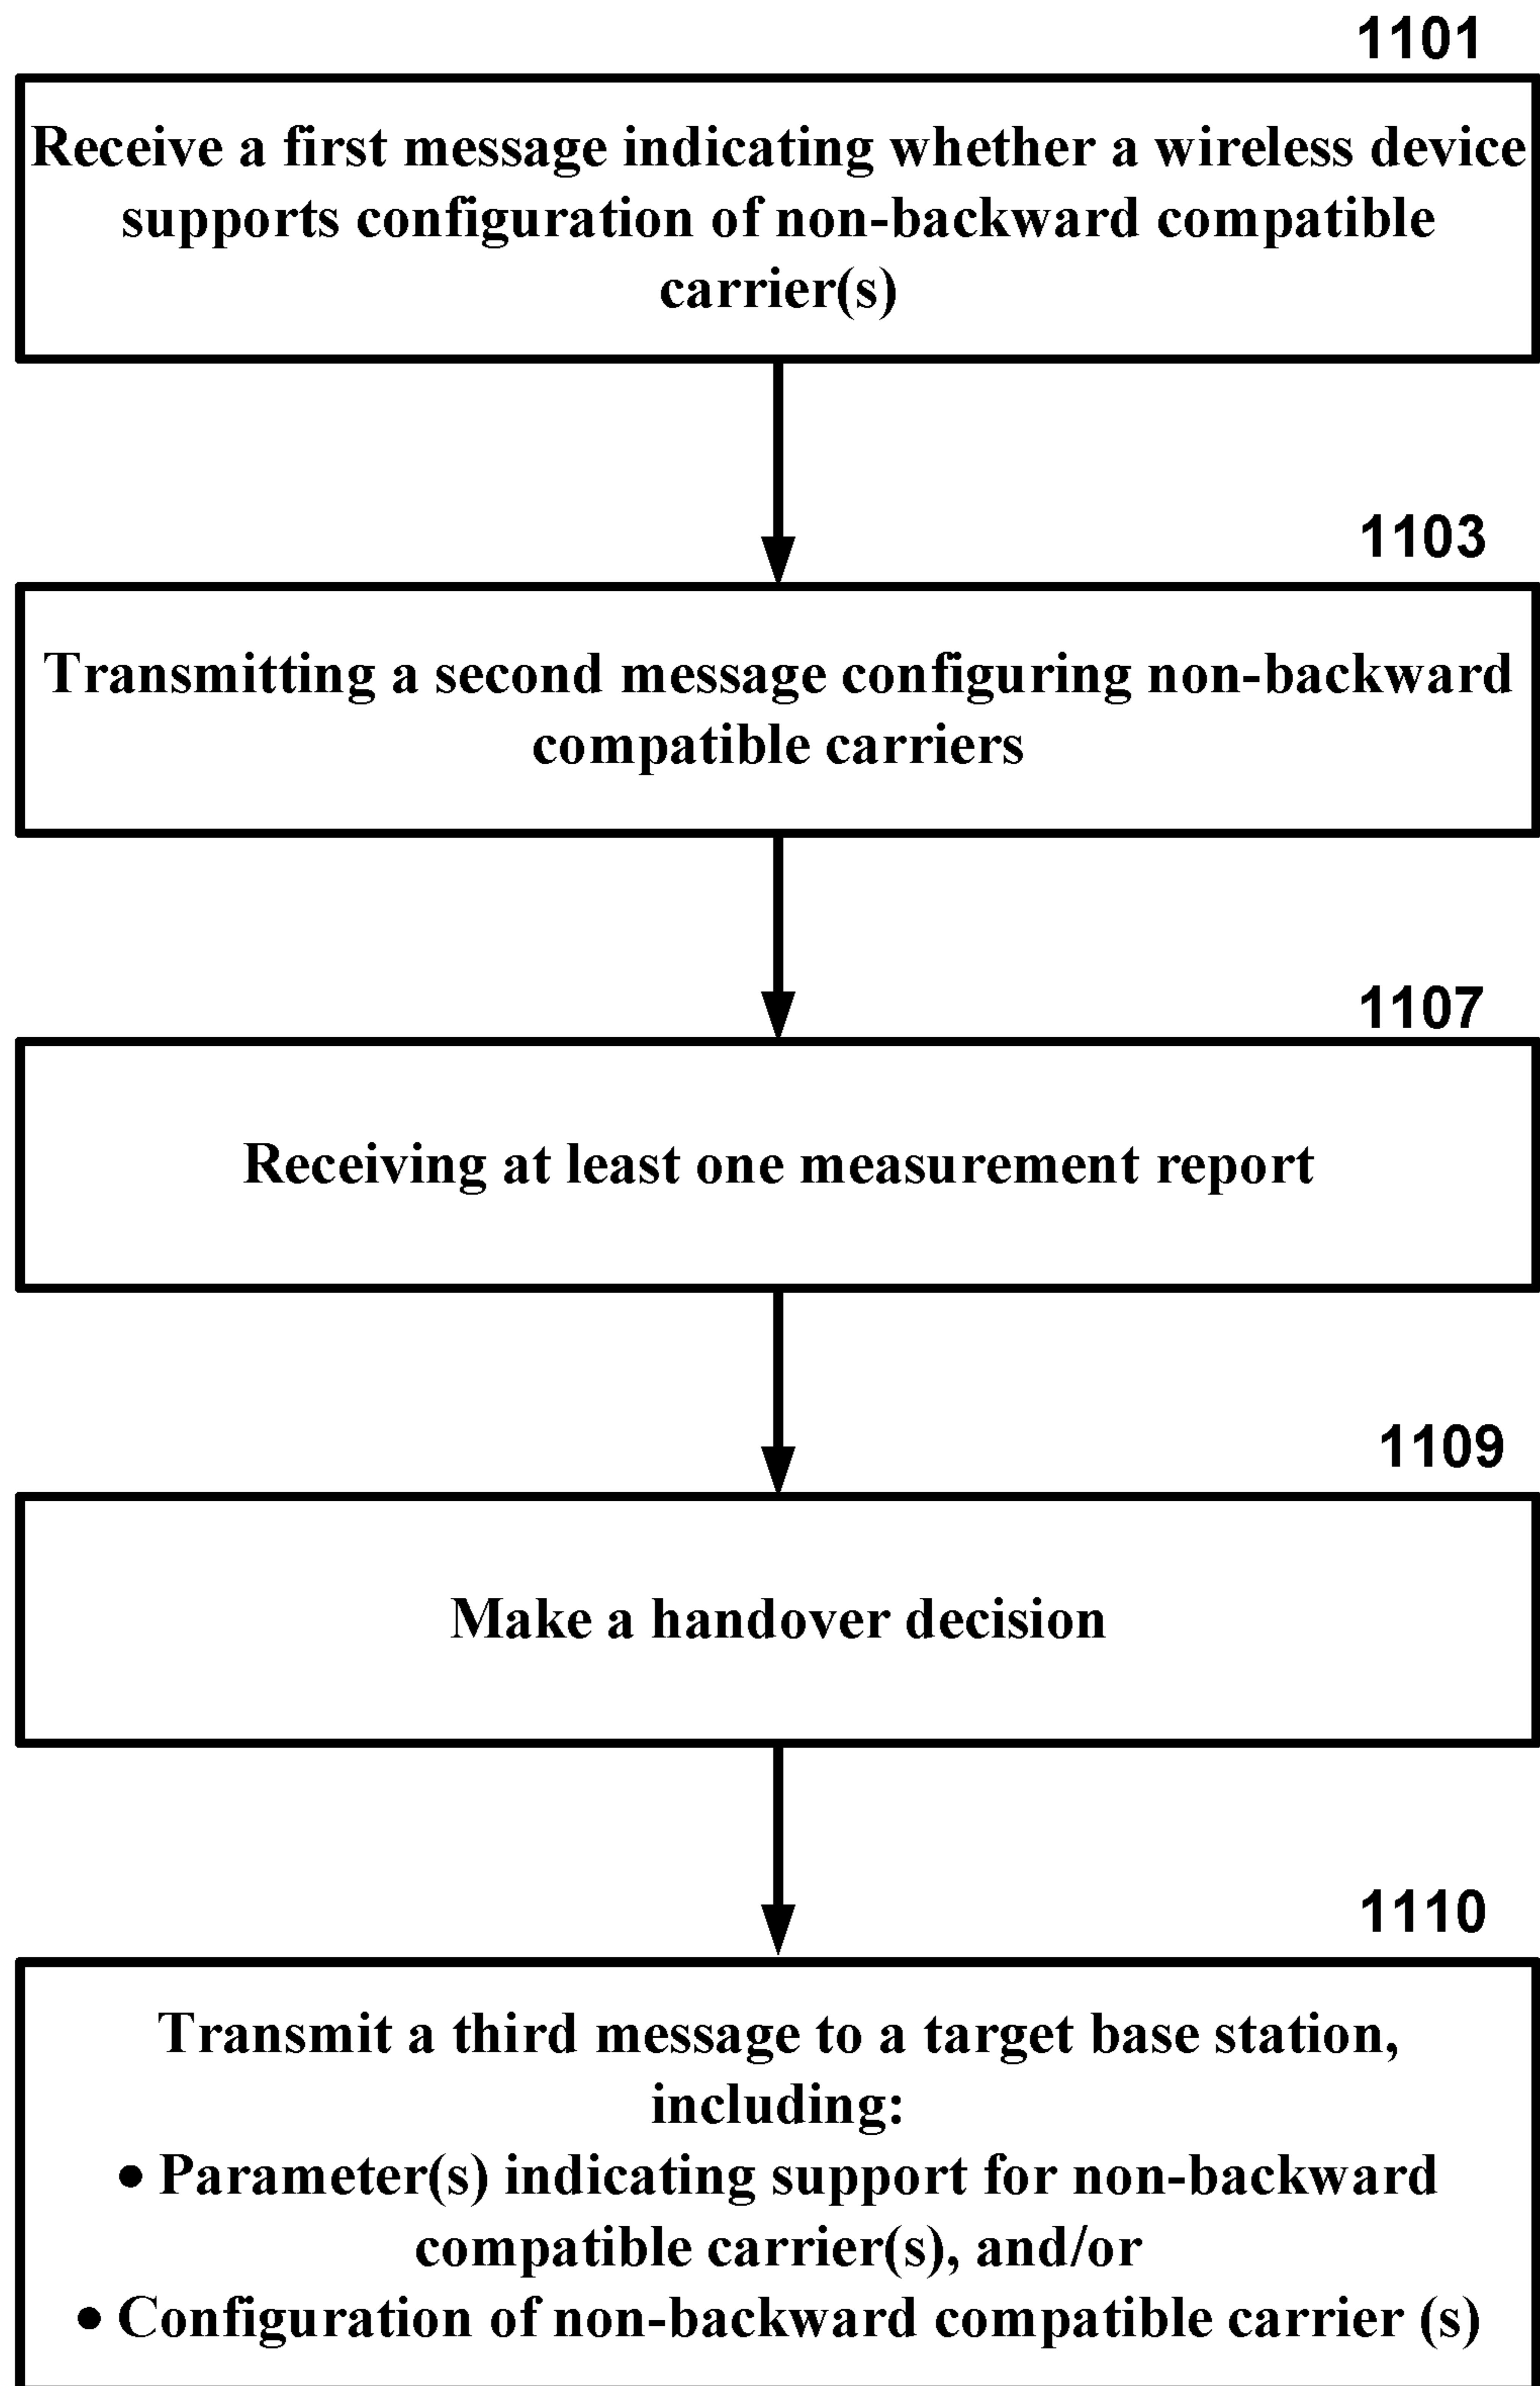 1101
Receive a first message indicating whether a wireless device
supports configuration of non-backward compatible
carrier(s)
1103
Transmitting a second message configuring non-backward
compatible carriers
1107
Receiving at least one measurement report
1109
Make a handover decision
1110
Transmit a third message to a target base station,
including:
• Parameter(s) indicating support for non-backward
compatible carrier(s), and/or
• Configuration of non-backward compatible carrier (s)